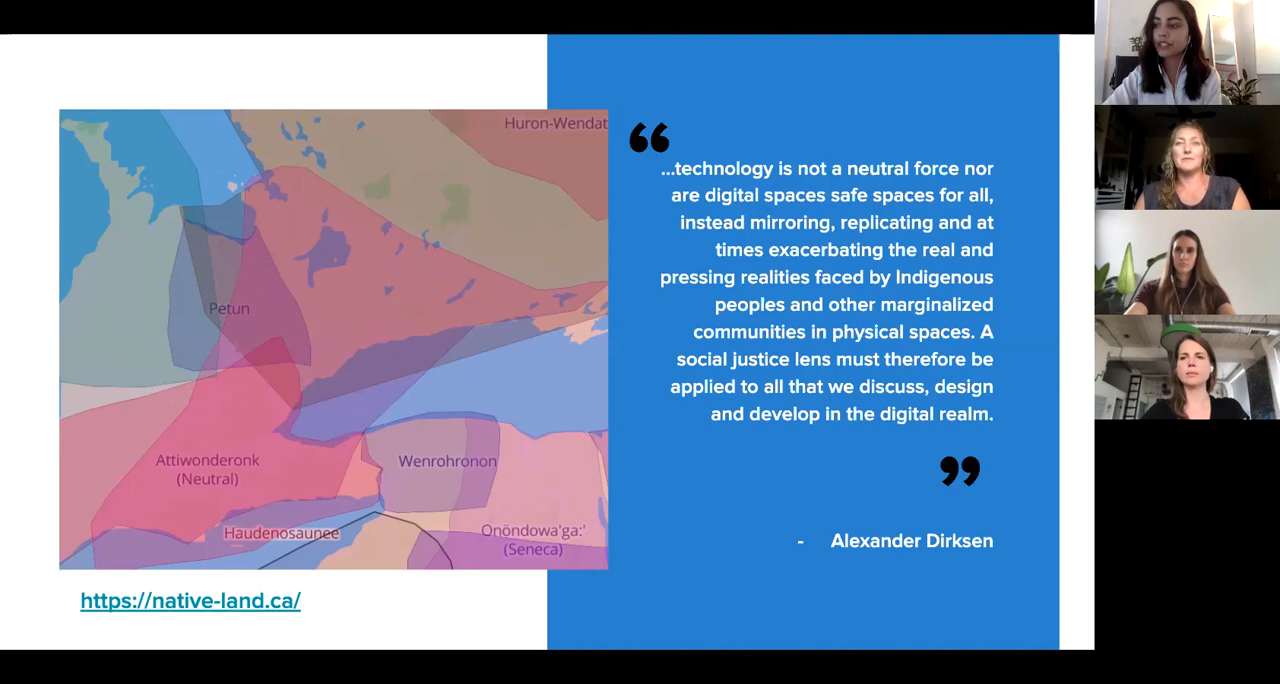 Huron-Wendat
Petun
Attiwonderonk
(Neutral)
Wenrohronon
Haudenosaunee
Onöndowa'ga:'
(Seneca)
https://native-land.ca/
“
...technology is not a neutral force nor
are digital spaces safe spaces for all,
instead mirroring, replicating and at
times exacerbating the real and
pressing realities faced by Indigenous
peoples and other marginalized
communities in physical spaces. A
social justice lens must therefore be
applied to all that we discuss, design
and develop in the digital realm.
”
- Alexander Dirksen